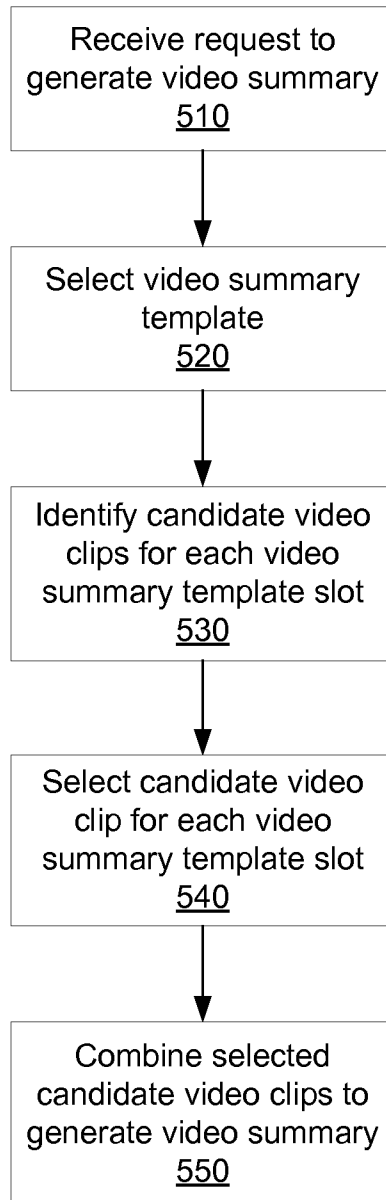 Receive request to
generate video summary
510
Select video summary
template
520
Identify candidate video
clips for each video
summary template slot
530
Select candidate video
clip for each video
summary template slot
540
Combine selected
candidate video clips to
generate video summary
550